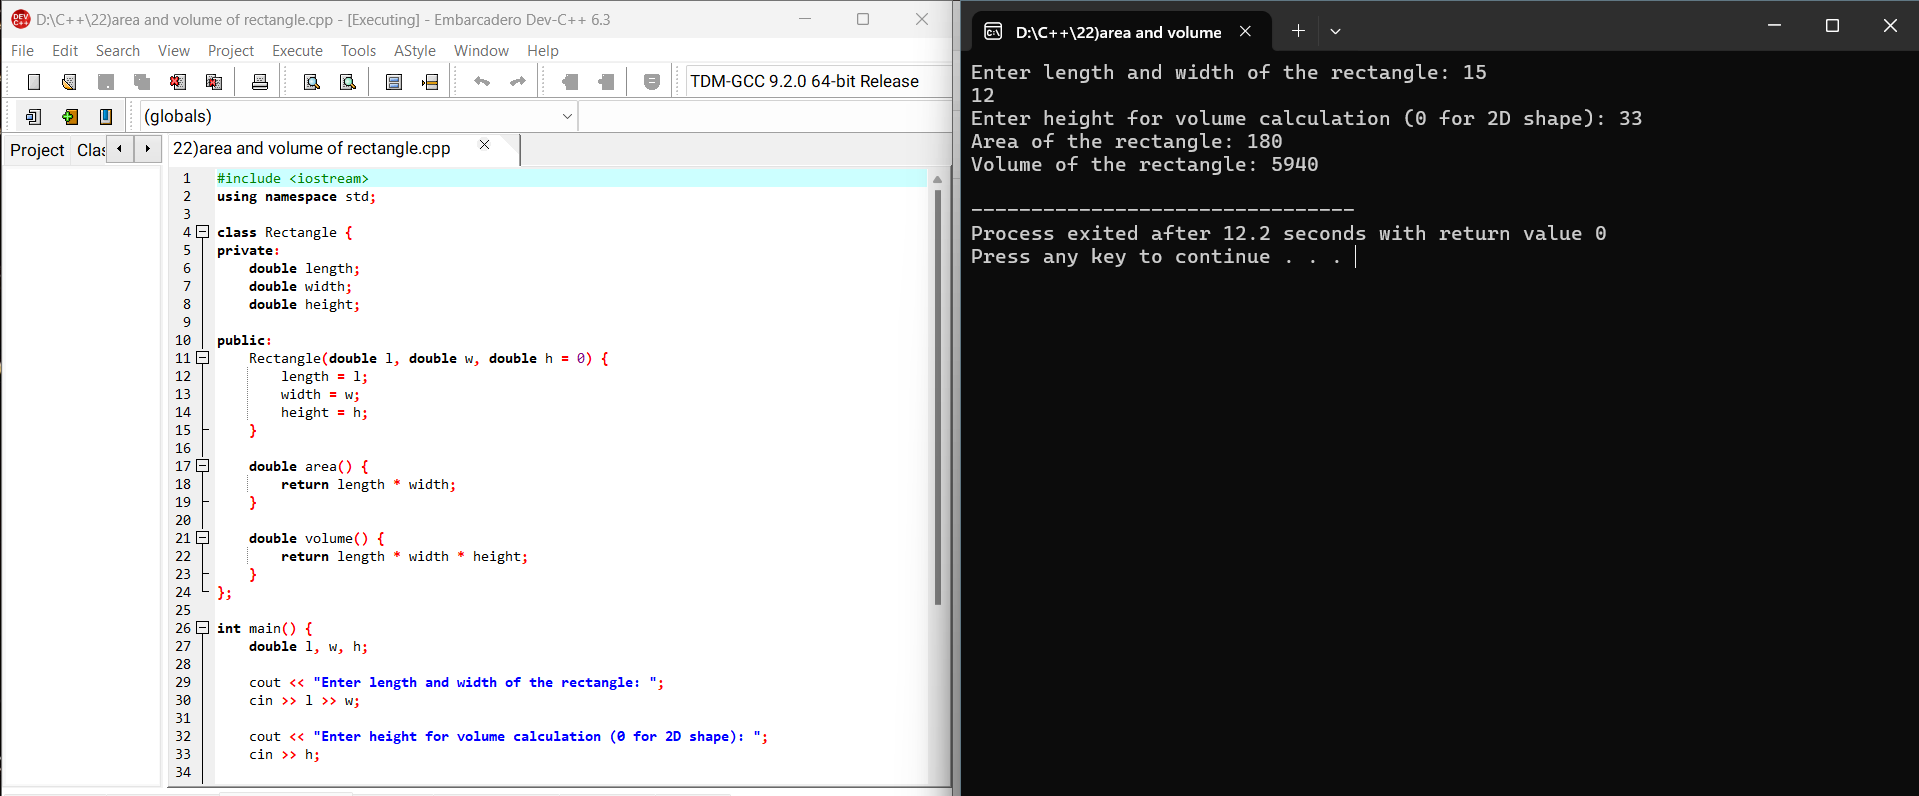 D:\C++\22)area and volume of rectangle.cpp - [Executing] - Embarcadero Dev-C++ 6.3
File Edit Search View Project Execute Tools AStyle Window Help
TDM-GCC 9.2.0 64-bit Release
(globals)
Project Clas
22)area and volume of rectangle.cpp
1 #include <iostream>
2 using namespace std;
3
4 class Rectangle {
5 private:
6 double length;
7 double width;
8 double height;
9
10 public:
11 Rectangle(double l, double w, double h = 0) {
12 length = l;
13 width = w;
14 height = h;
15 }
16
17 double area() {
18 return length * width;
19 }
20
21 double volume() {
22 return length * width * height;
23 }
24 };
25
26 int main() {
27 double l, w, h;
28
29 cout << "Enter length and width of the rectangle: ";
30 cin >> l >> w;
31
32 cout << "Enter height for volume calculation (0 for 2D shape): ";
33 cin >> h;
34
D:\C++\22)area and volume
Enter length and width of the rectangle: 15
12
Enter height for volume calculation (0 for 2D shape): 33
Area of the rectangle: 180
Volume of the rectangle: 5940
--------------------------------
Process exited after 12.2 seconds with return value 0
Press any key to continue . . .